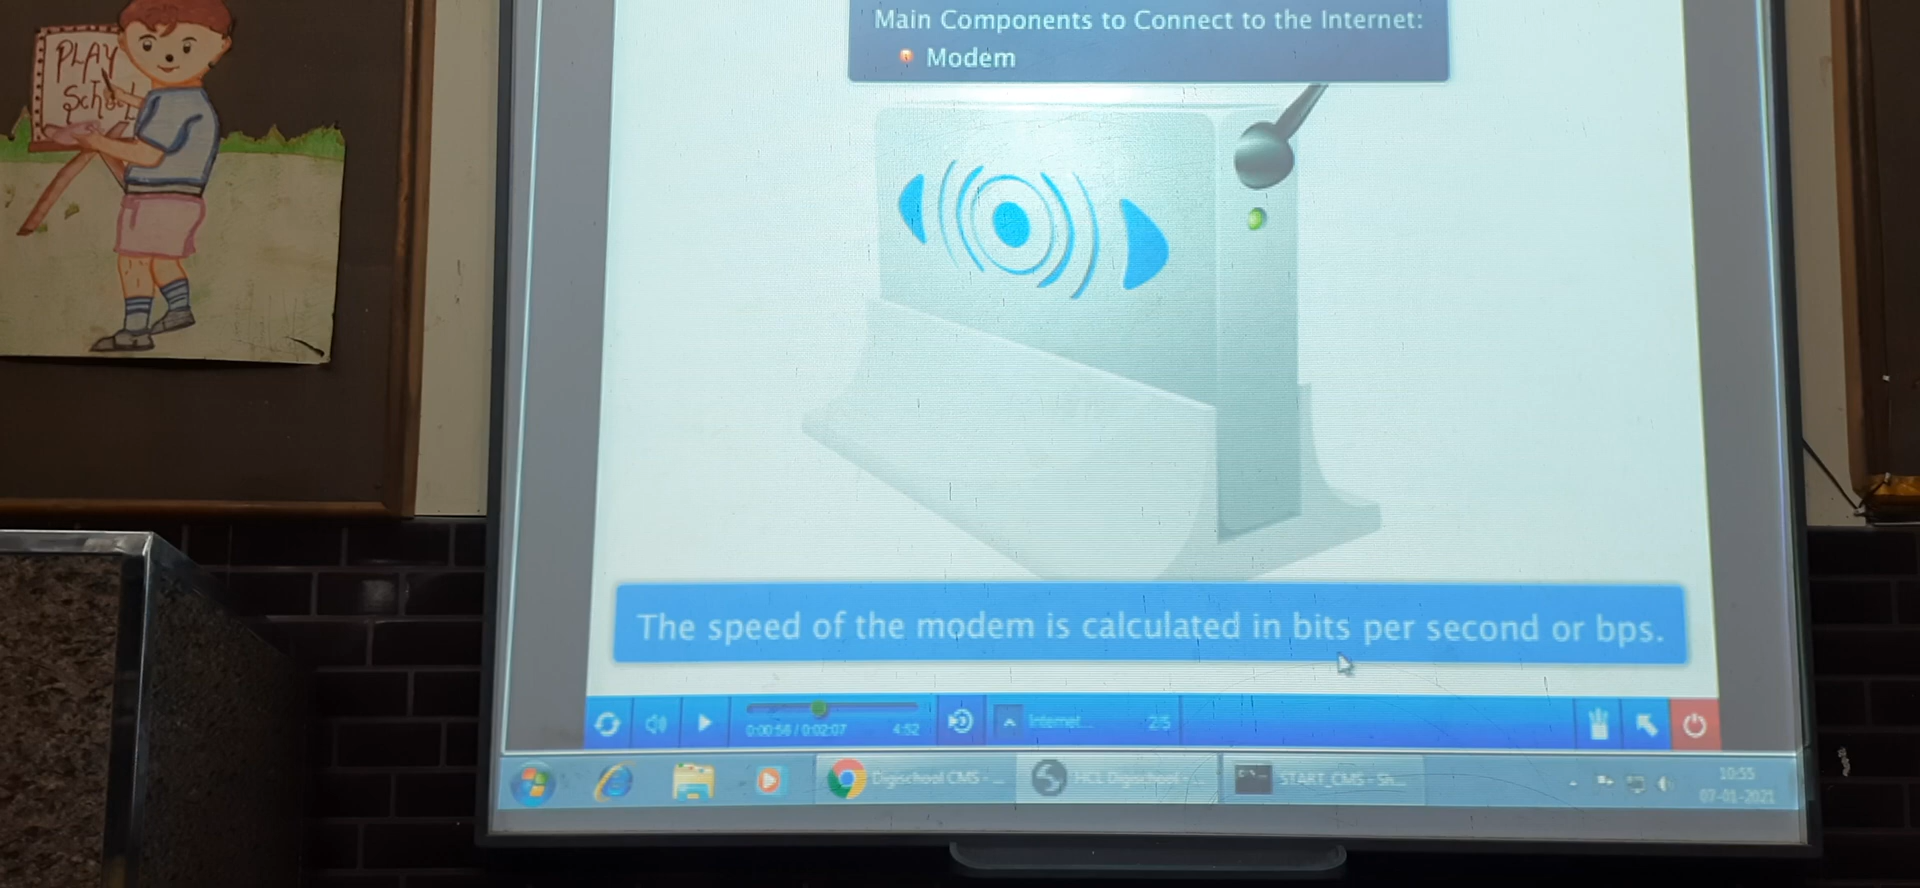 PLAY
School
Main Components to Connect to the Internet:
Modem
The speed of the modem is calculated in bits per second or bps.
0:00:56 / 0:02:07
4:52
Internet...
2/5
Digischool CMS - ...
HCL Digischool - ...
START_CMS - Sh...
10:55
07-01-2021